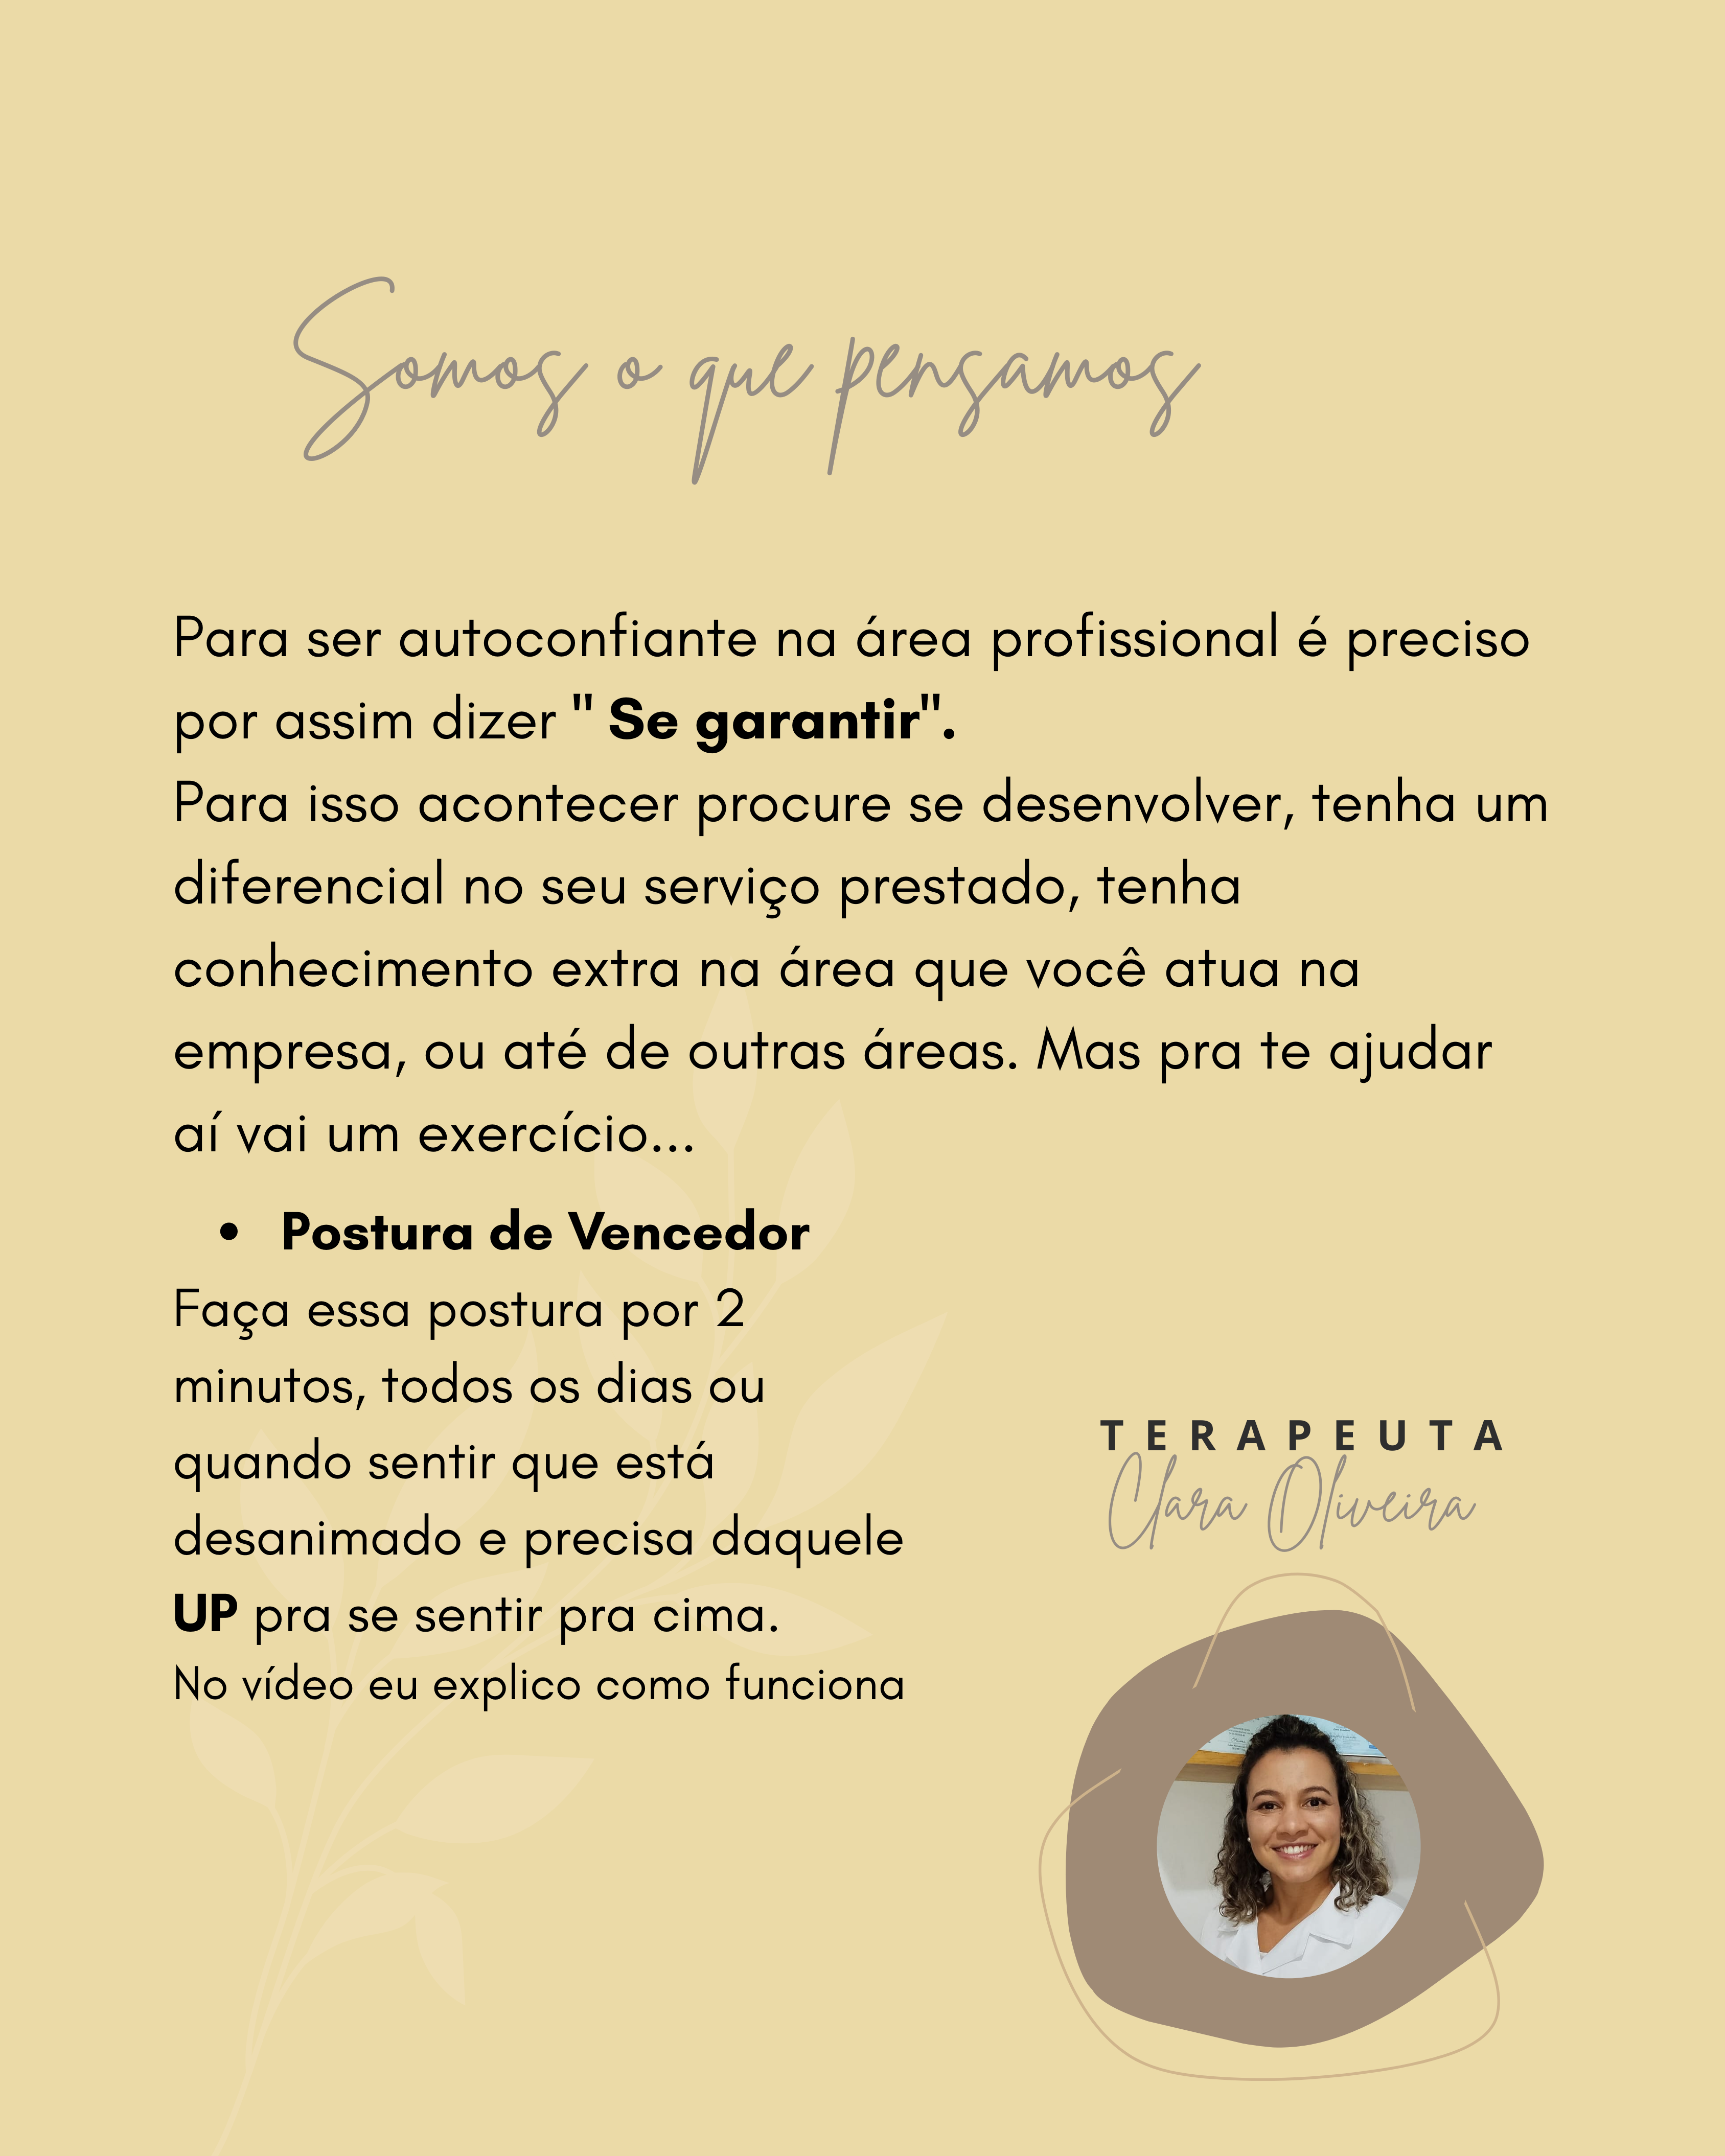 Somos o que pensamos
Para ser autoconfiante na área profissional é preciso
por assim dizer " Se garantir".
Para isso acontecer procure se desenvolver, tenha um
diferencial no seu serviço prestado, tenha
conhecimento extra na área que você atua na
empresa, ou até de outras áreas. Mas pra te ajudar
aí vai um exercício...
• Postura de Vencedor
Faça essa postura por 2
minutos, todos os dias ou
quando sentir que está
desanimado e precisa daquele
UP pra se sentir pra cima.
No vídeo eu explico como funciona
TERAPEUTA
Clara Oliveira